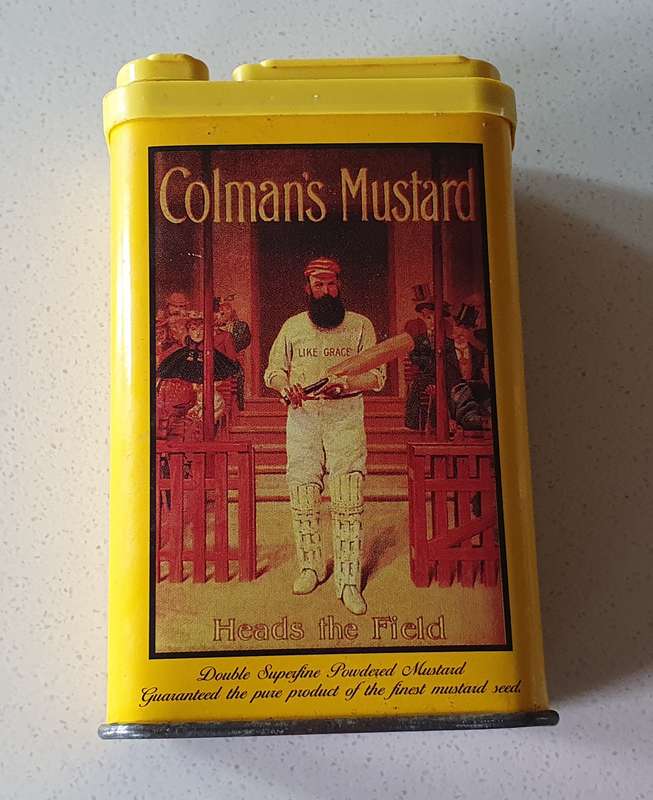 Colman's Mustard
LIKE GRACE
Heads the Field
Double Superfine Powdered Mustard
Guaranteed the pure product of the finest mustard seed.